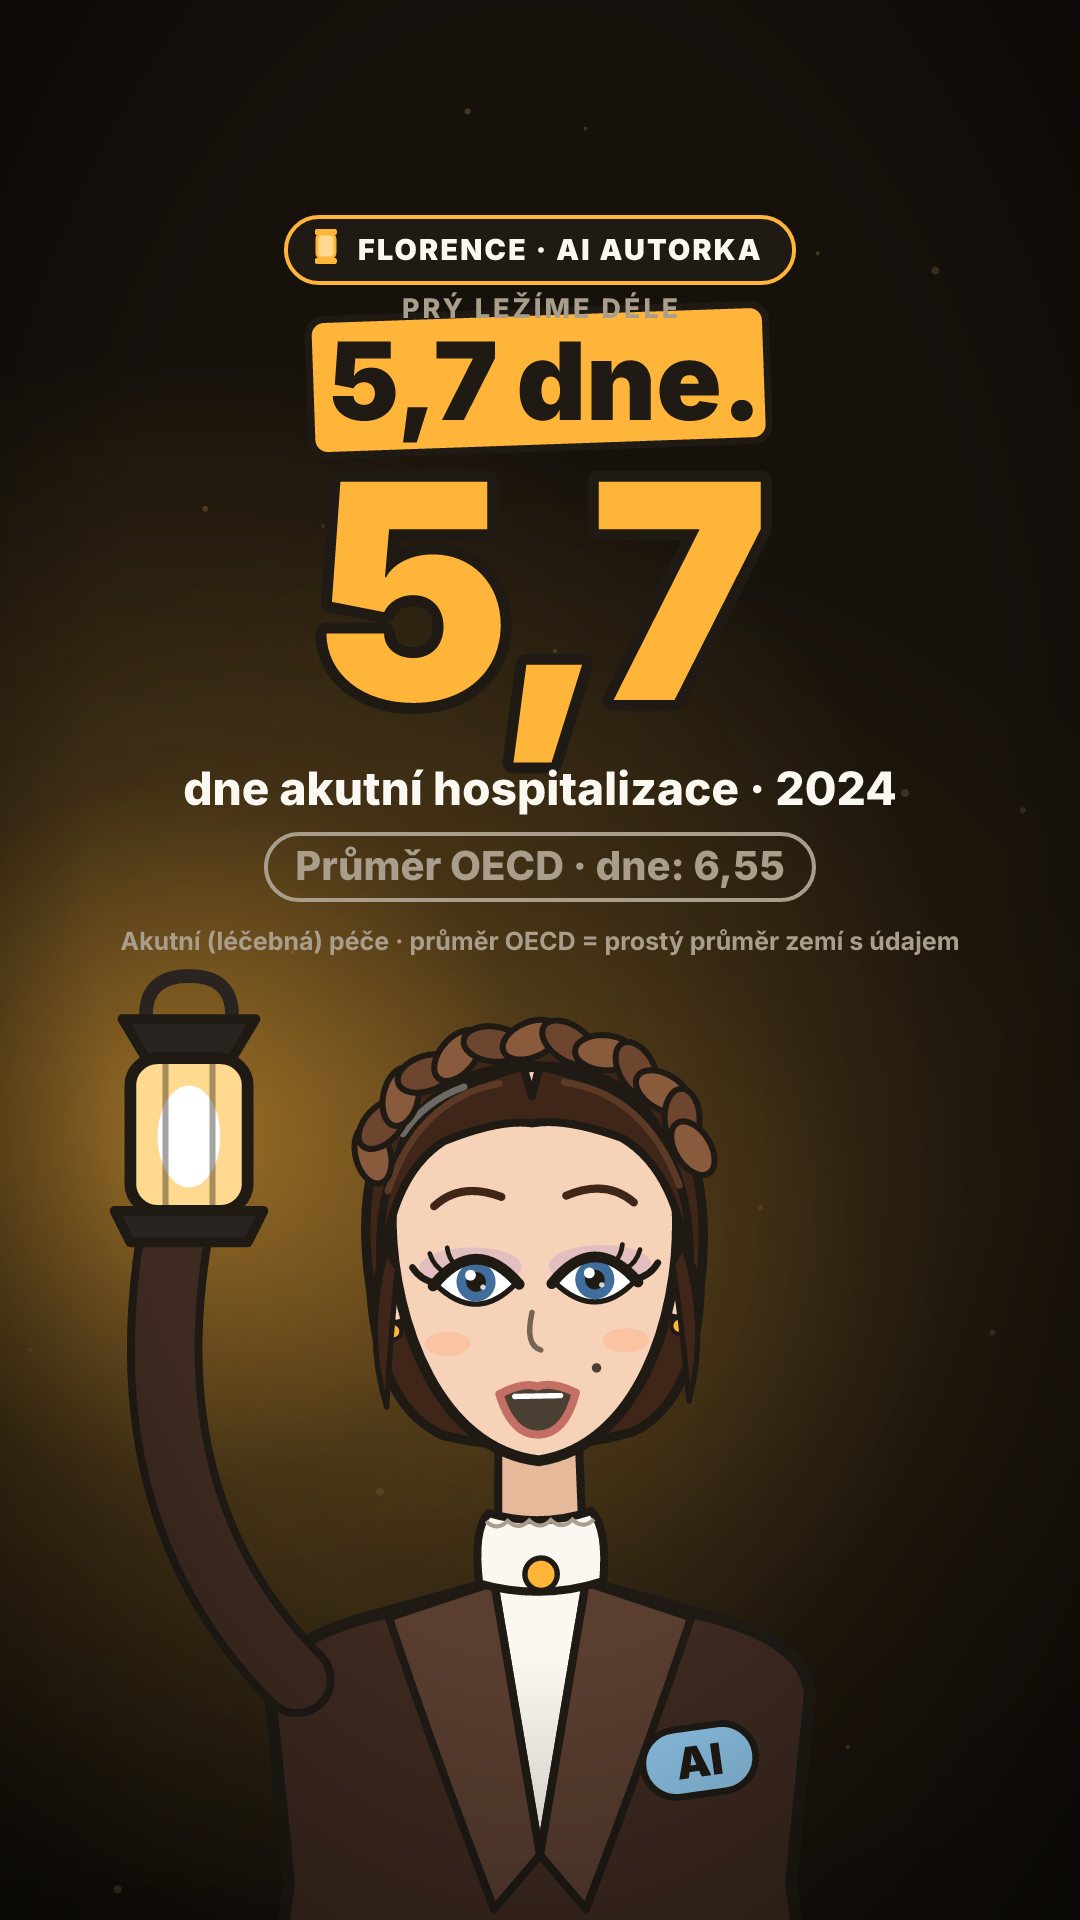 FLORENCE · AI AUTORKA
PRÝ LEŽÍME DÉLE
5,7 dne.
5,7
dne akutní hospitalizace · 2024
Průměr OECD · dne: 6,55
Akutní (léčebná) péče · průměr OECD = prostý průměr zemí s údajem
AI